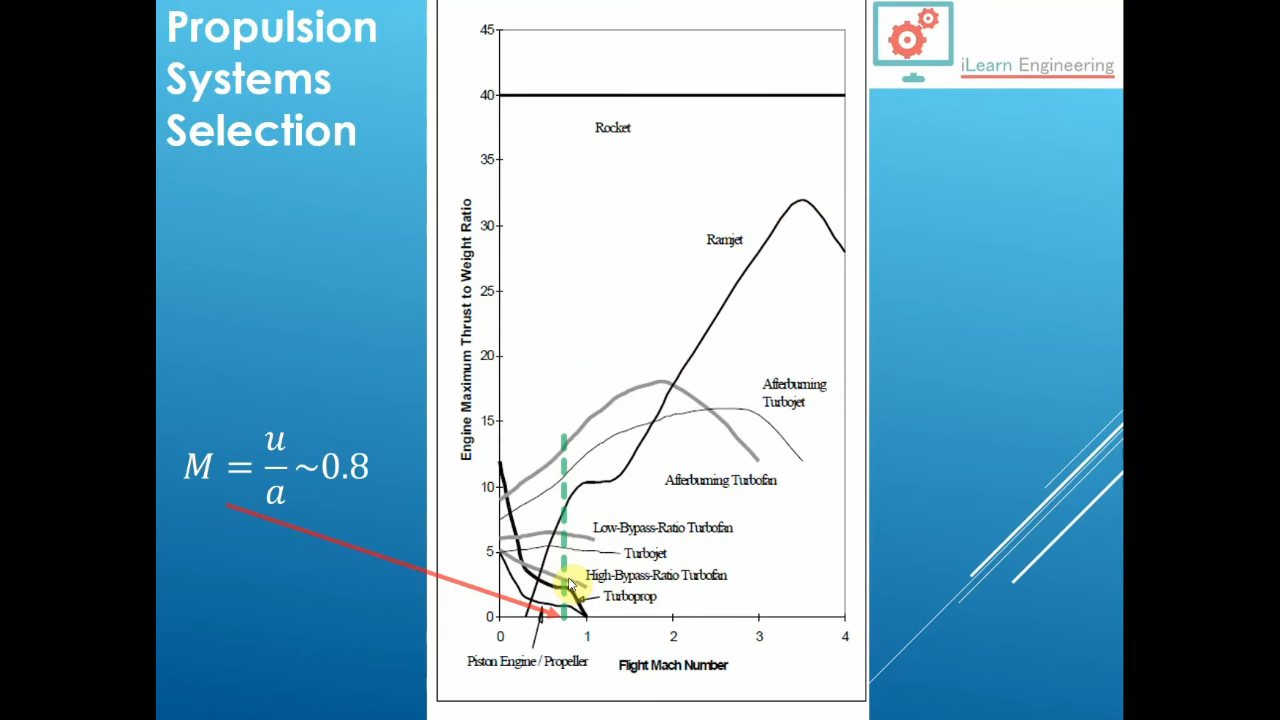 Propulsion
Systems
Selection
M = u/a ~0.8
iLearn Engineering
Engine Maximum Thrust to Weight Ratio
45
40
35
30
25
20
15
10
5
0
Rocket
Ramjet
Afferburning
Turbojet
Afferburning Turbofan
Low-Bypass-Ratio Turbofan
Turbojet
High-Bypass-Ratio Turbofan
Turboprop
0 1 2 3 4
Piston Engine / Propeller
Flight Mach Number